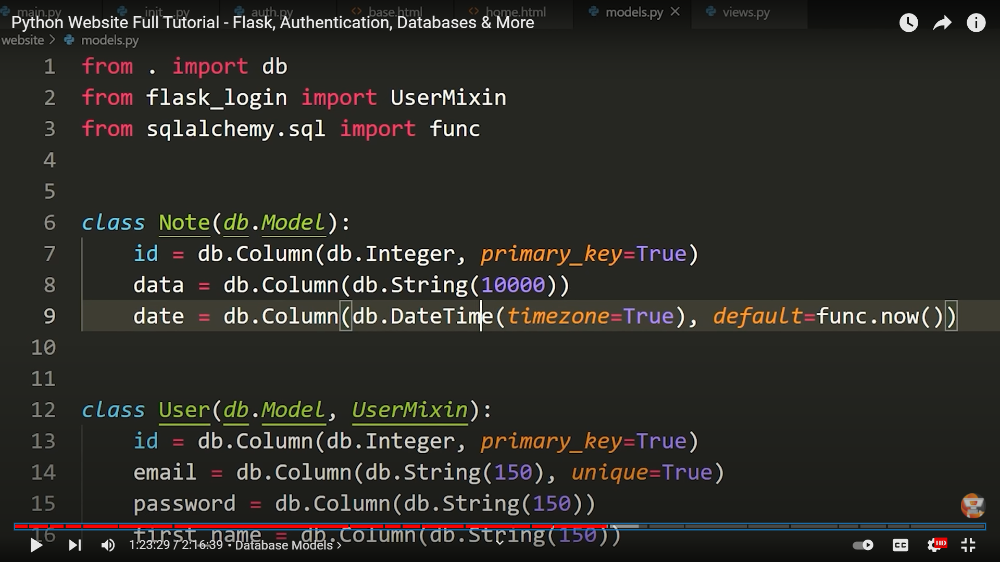 main.py __init__.py auth.py base.html home.html models.py views.py
Python Website Full Tutorial - Flask, Authentication, Databases & More
website > models.py
1 from . import db
2 from flask_login import UserMixin
3 from sqlalchemy.sql import func
4
5
6 class Note(db.Model):
7 id = db.Column(db.Integer, primary_key=True)
8 data = db.Column(db.String(10000))
9 date = db.Column(db.DateTime(timezone=True), default=func.now())
10
11
12 class User(db.Model, UserMixin):
13 id = db.Column(db.Integer, primary_key=True)
14 email = db.Column(db.String(150), unique=True)
15 password = db.Column(db.String(150))
16 first_name = db.Column(db.String(150))
1:23:29 / 2:16:39 • Database Models >
CC HD